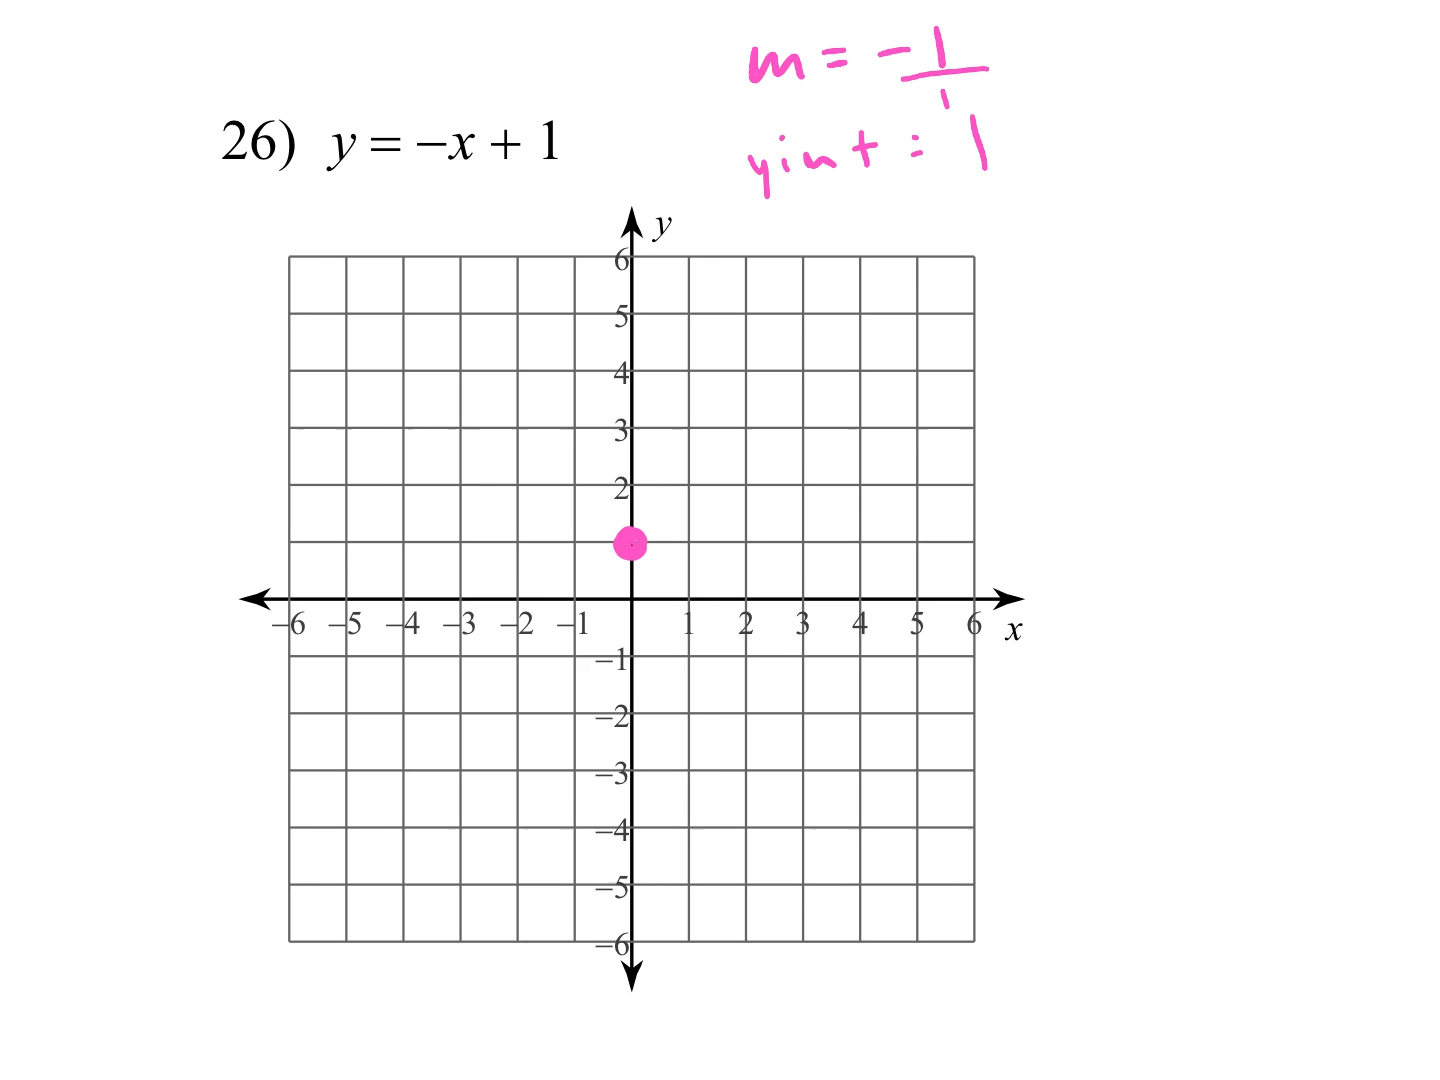 m = -1/1
26) y = −x + 1
yint = 1
y
6
5
4
3
2
−6 −5 −4 −3 −2 −1 1 2 3 4 5 6 x
−1
−2
−3
−4
−5
−6